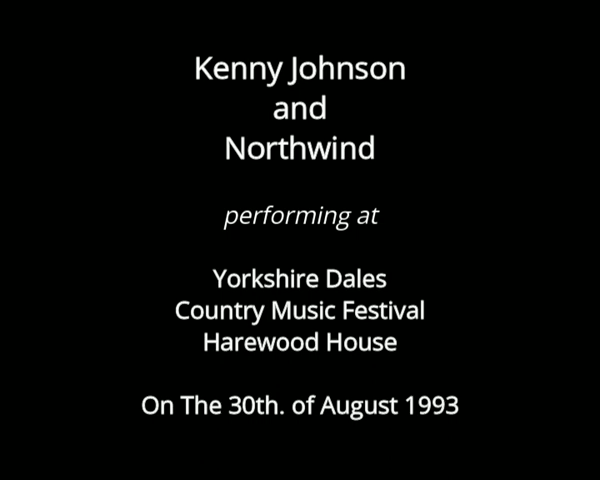 Kenny Johnson
and
Northwind
performing at
Yorkshire Dales
Country Music Festival
Harewood House
On The 30th. of August 1993